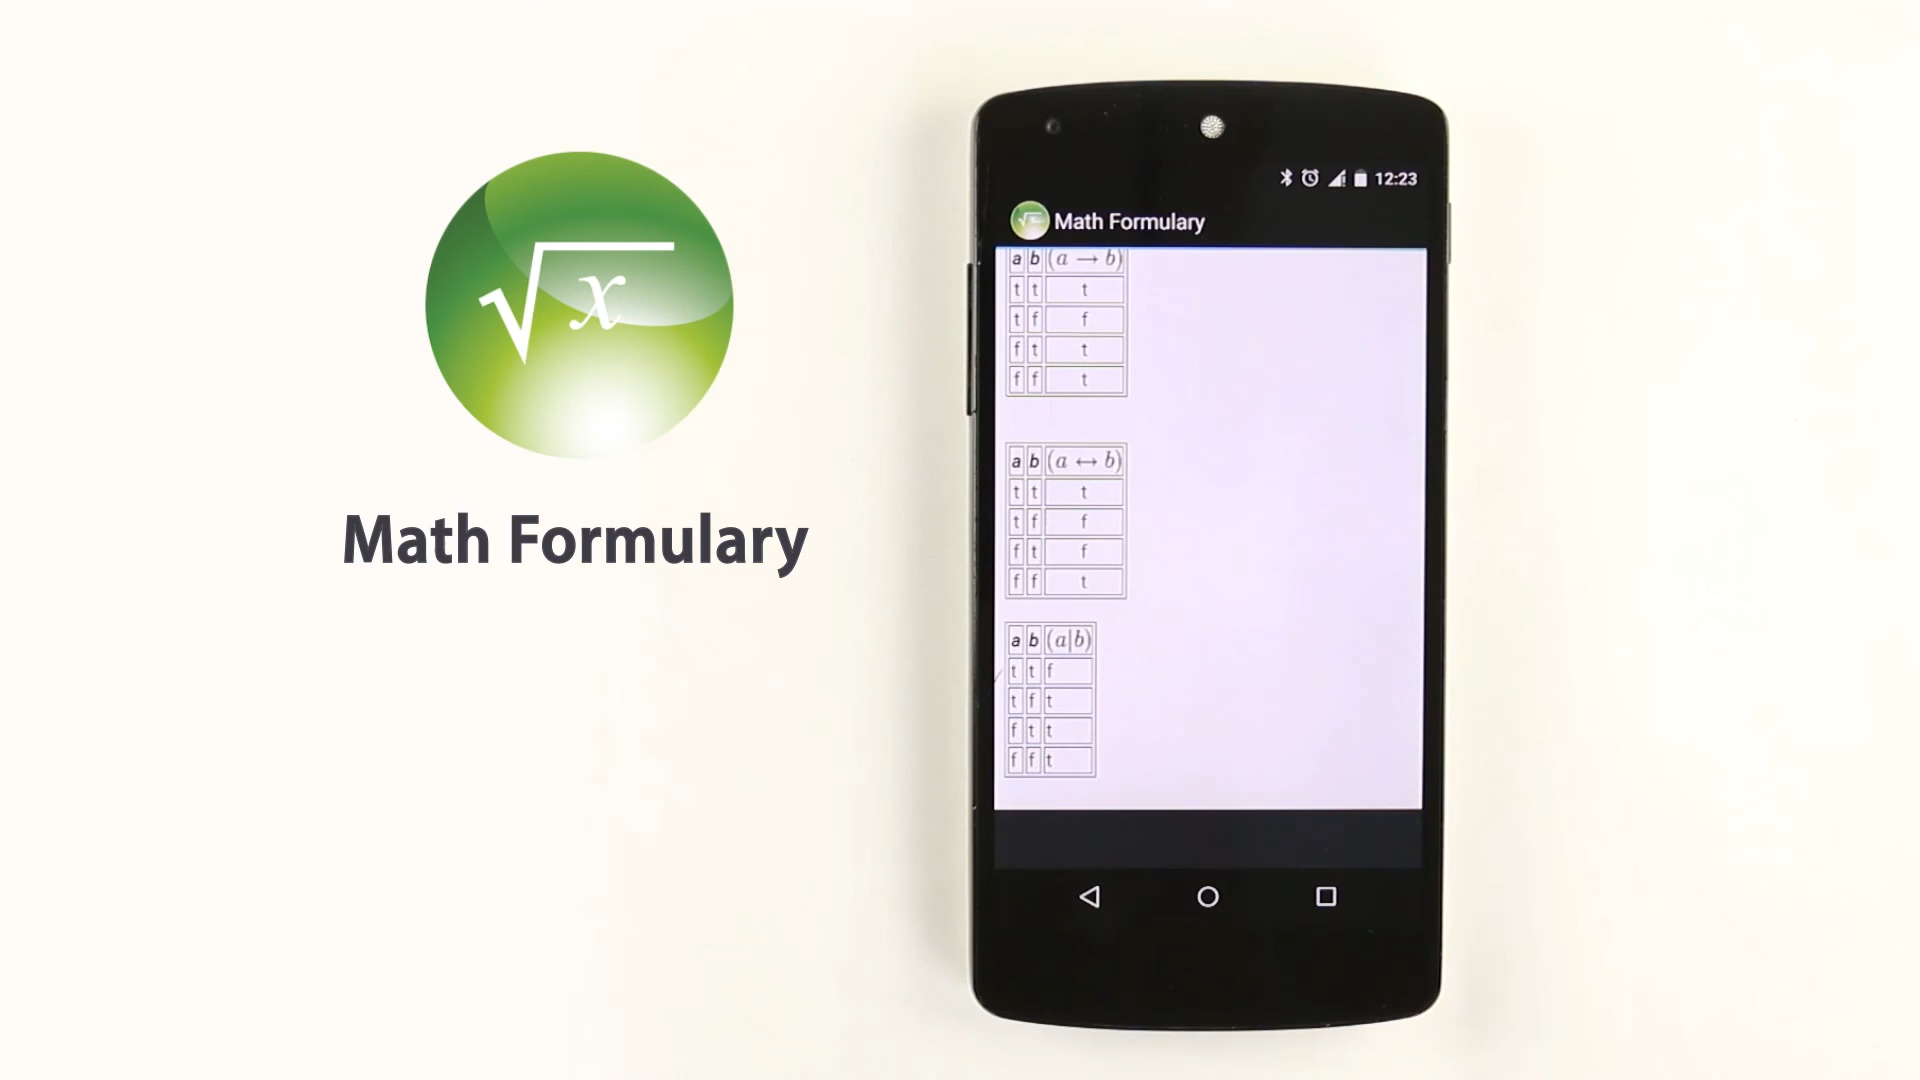 √x
Math Formulary
12:23
√x Math Formulary
a b (a → b)
t t t
t f f
f t t
f f t
a b (a ↔ b)
t t t
t f f
f t f
f f t
a b (a|b)
t t f
t f t
f t t
f f t